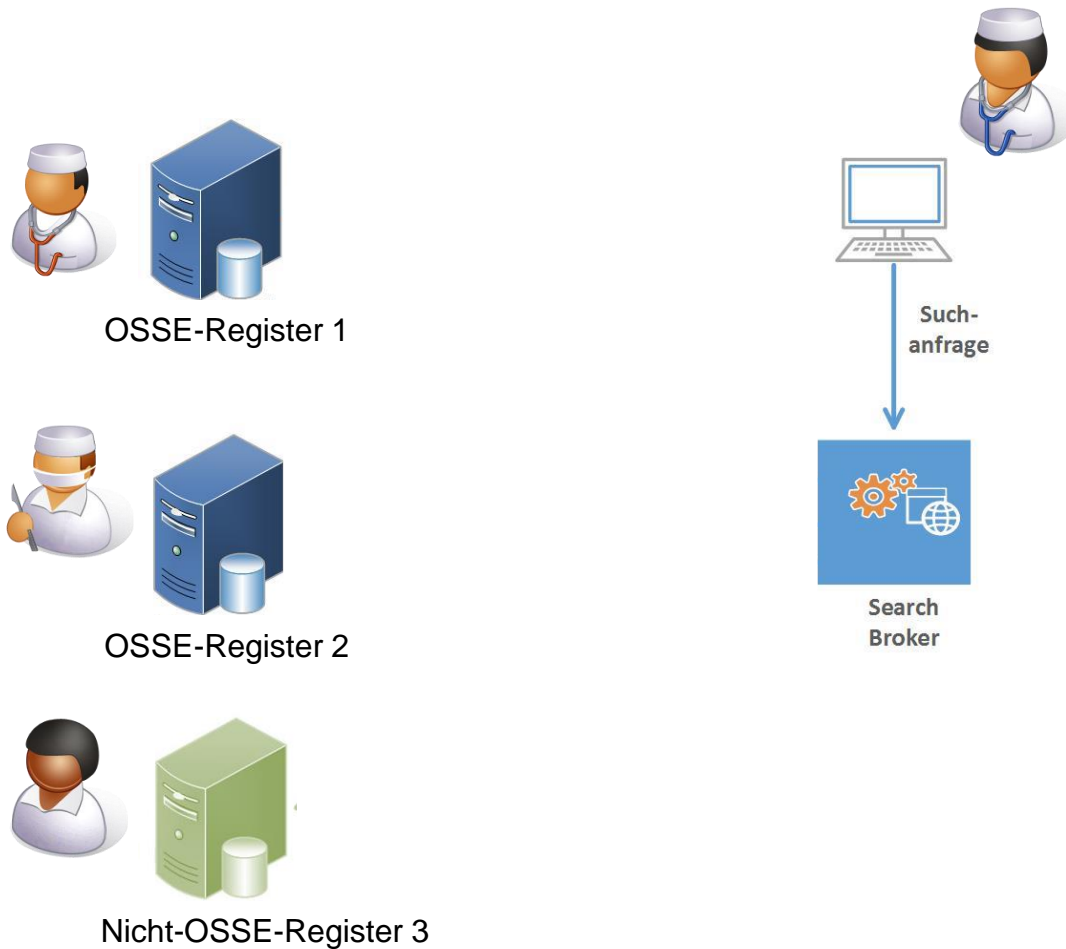 OSSE-Register 1
Such-
anfrage
OSSE-Register 2
Search
Broker
Nicht-OSSE-Register 3